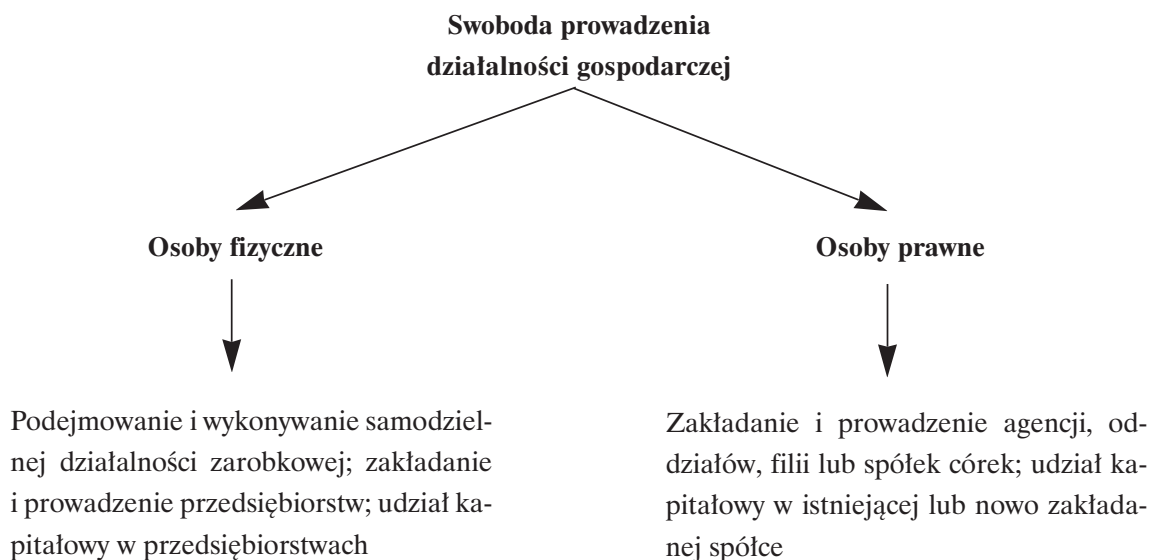 Swoboda prowadzenia
działalności gospodarczej
Osoby fizyczne
Osoby prawne
Podejmowanie i wykonywanie samodziel-
nej działalności zarobkowej; zakładanie
i prowadzenie przedsiębiorstw; udział ka-
pitałowy w przedsiębiorstwach
Zakładanie i prowadzenie agencji, od-
działów, filii lub spółek córek; udział ka-
pitałowy w istniejącej lub nowo zakłada-
nej spółce